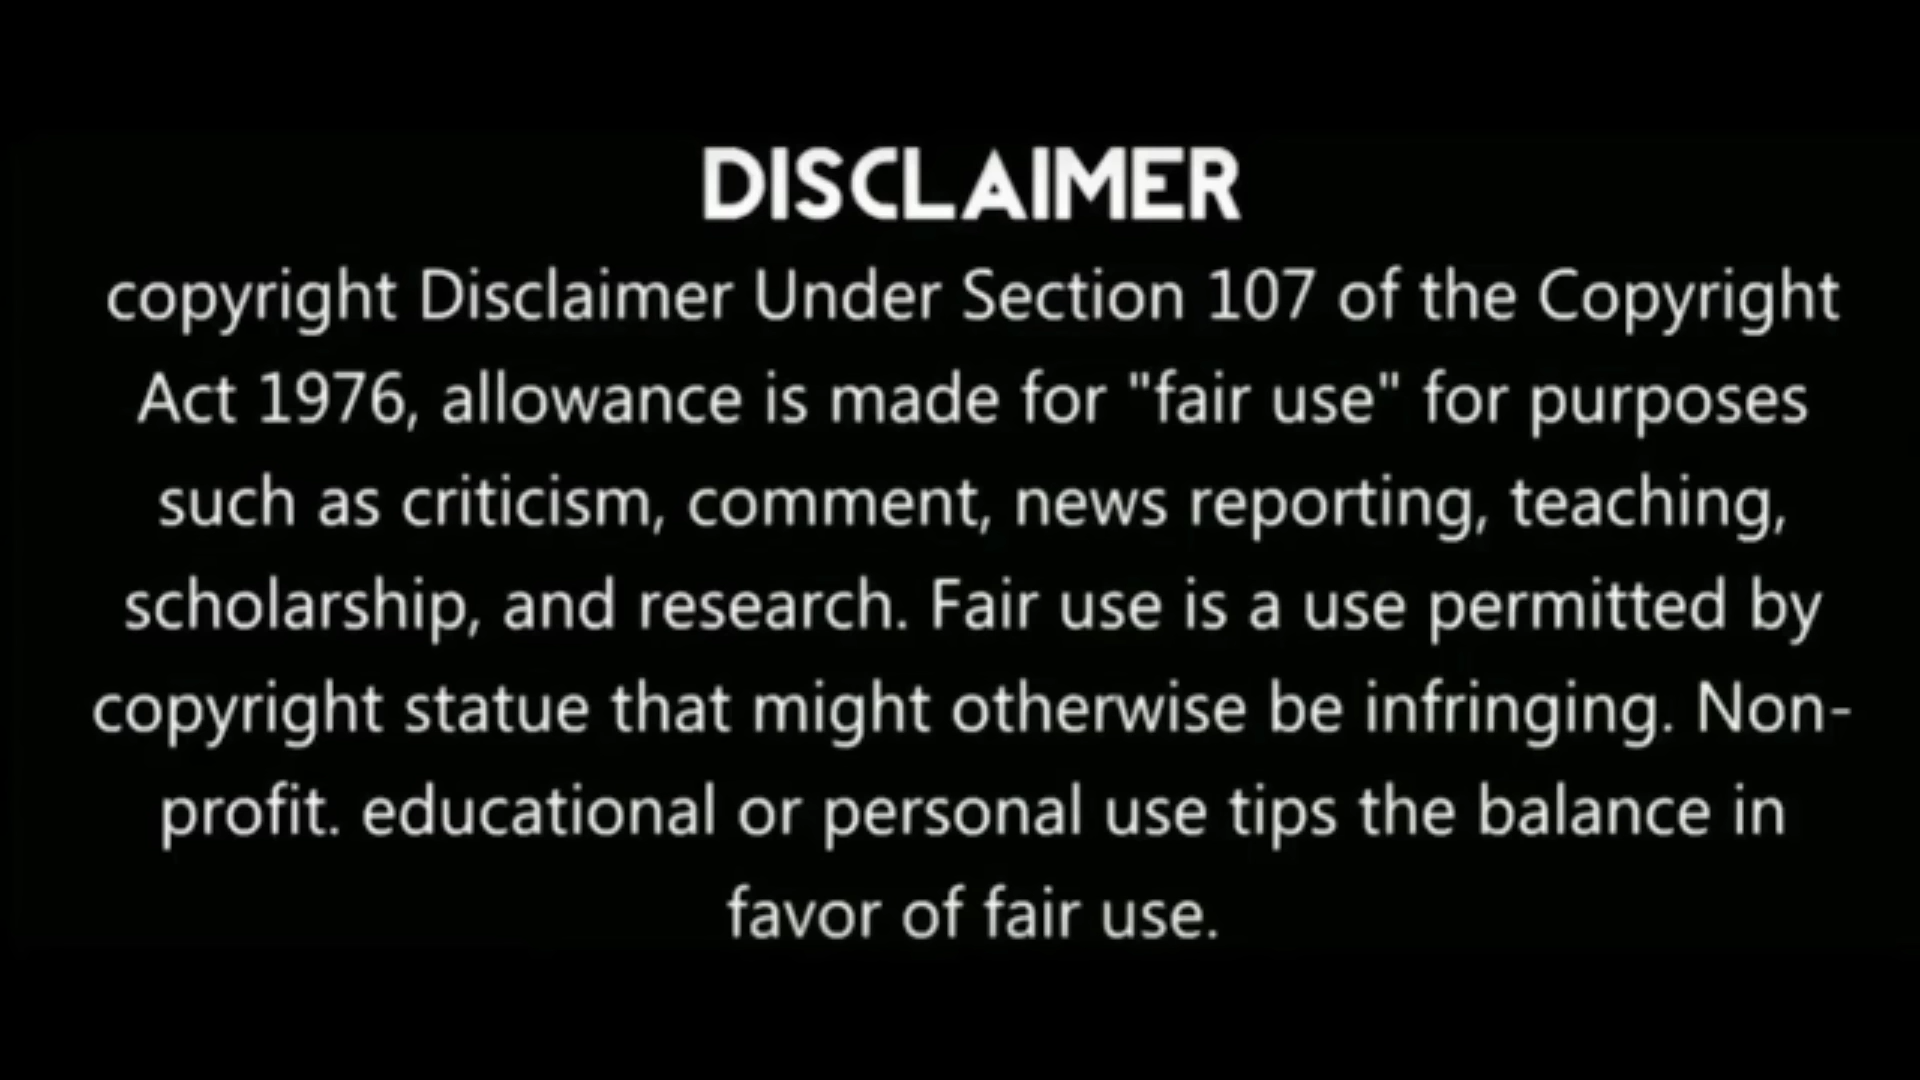 DISCLAIMER
copyright Disclaimer Under Section 107 of the Copyright
Act 1976, allowance is made for "fair use" for purposes
such as criticism, comment, news reporting, teaching,
scholarship, and research. Fair use is a use permitted by
copyright statue that might otherwise be infringing. Non-
profit. educational or personal use tips the balance in
favor of fair use.